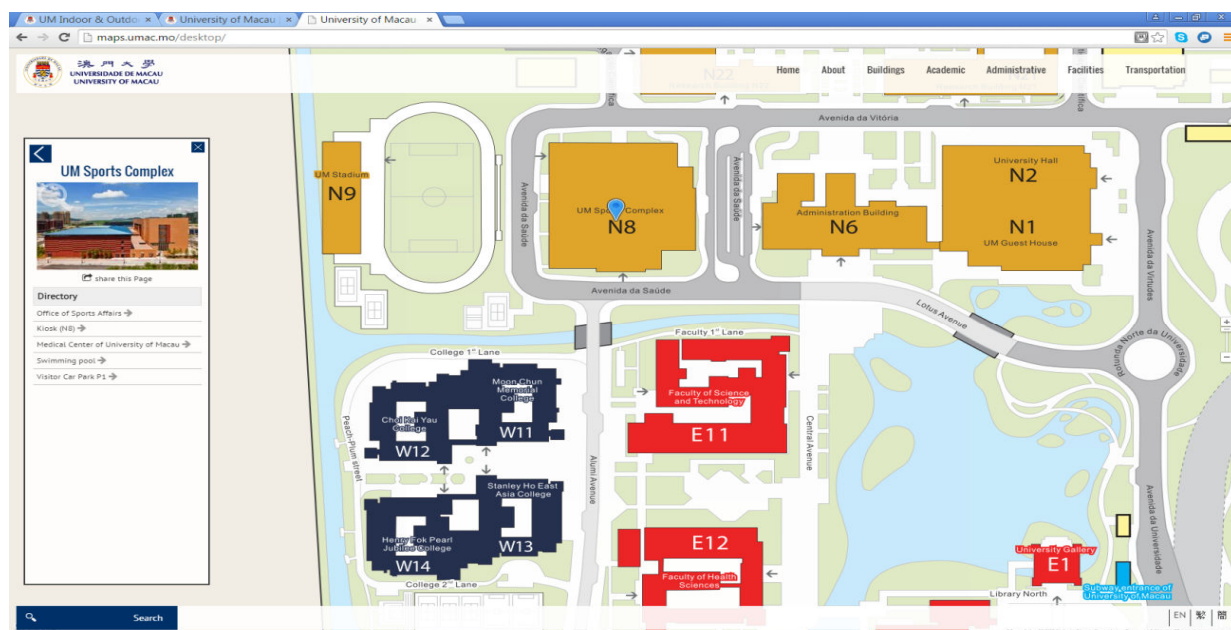 UM Indoor & Outdo
University of Macau
University of Macau
maps.umac.mo/desktop/
澳門大學
UNIVERSIDADE DE MACAU
UNIVERSITY OF MACAU
Home About Buildings Academic Administrative Facilities Transportation
N22
N21
Avenida da Vitória
UM Sports Complex
share this Page
Directory
Office of Sports Affairs
Kiosk (N8)
Medical Center of University of Macau
Swimming pool
Visitor Car Park P1
UM Stadium
N9
Avenida da Saúde
UM Sports Complex
N8
Avenida da Saúde
Administration Building
N6
University Hall
N2
N1
UM Guest House
Avenida da Virtudes
Avenida da Saúde
Lotus Avenue
Rotunda Norte da Universidade
College 1st Lane
Faculty 1st Lane
Moon Chun
Memorial
College
W11
Choi Kai Yau
College
W12
Peach-Plum street
Faculty of Science
and Technology
E11
Central Avenue
Alumi Avenue
Stanley Ho East
Asia College
W13
Henry Fok Pearl
Jubilee College
W14
College 2nd Lane
E12
Faculty of Health
Sciences
Avenida da Universidade
University Gallery
E1
Subway entrance of
University of Macau
Library North
Search
EN 繁 簡